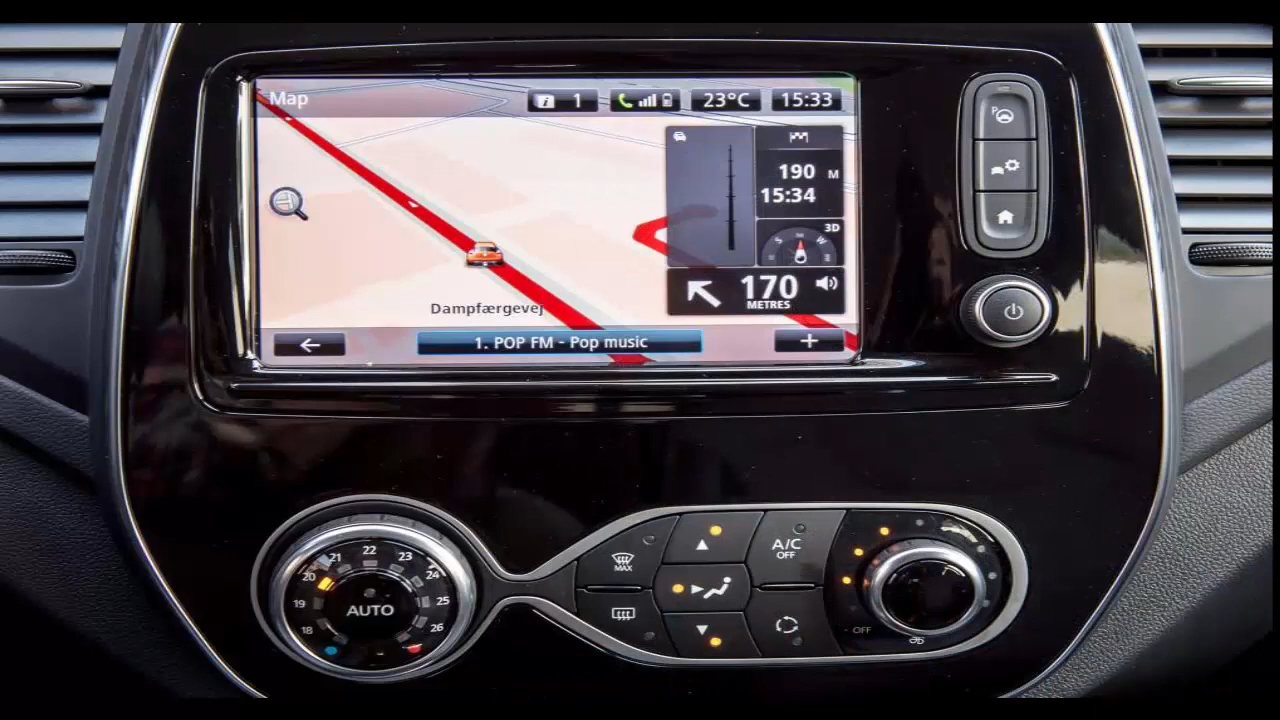 Map
i 1
23°C
15:33
P
190 M
15:34
3D
S W
170
METRES
Dampfærgevej
1. POP FM - Pop music
+
18 19 20 21 22 23 24 25 26
AUTO
MAX
A/C
OFF
OFF